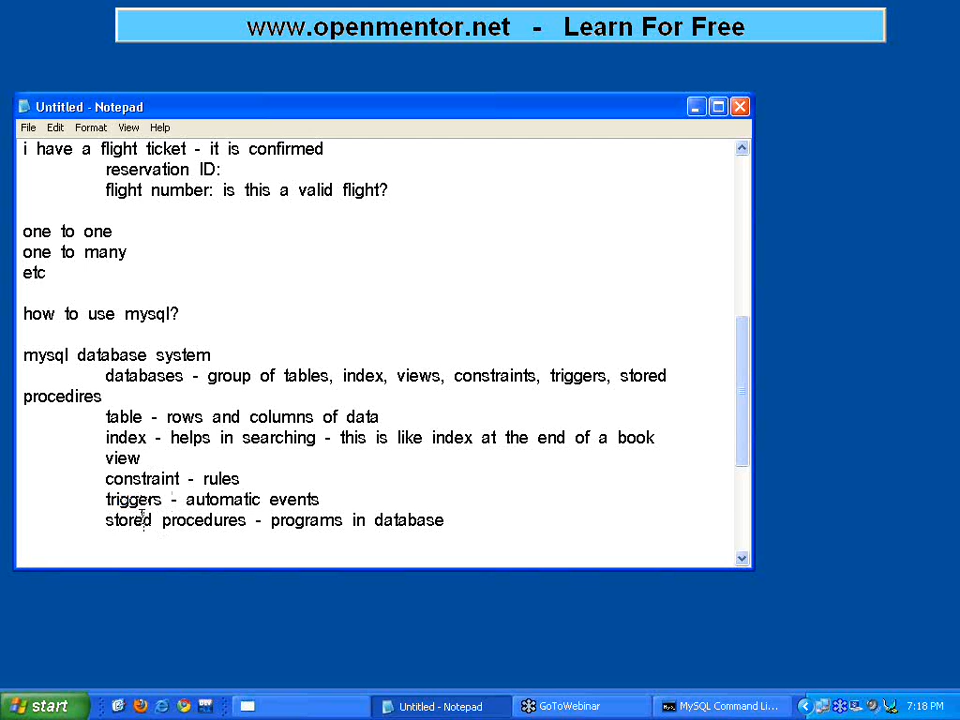 www.openmentor.net - Learn For Free
Untitled - Notepad
File Edit Format View Help
i have a flight ticket - it is confirmed
reservation ID:
flight number: is this a valid flight?
one to one
one to many
etc
how to use mysql?
mysql database system
databases - group of tables, index, views, constraints, triggers, stored
procedires
table - rows and columns of data
index - helps in searching - this is like index at the end of a book
view
constraint - rules
triggers - automatic events
stored procedures - programs in database
start Untitled - Notepad GoToWebinar MySQL Command Li... 7:18 PM